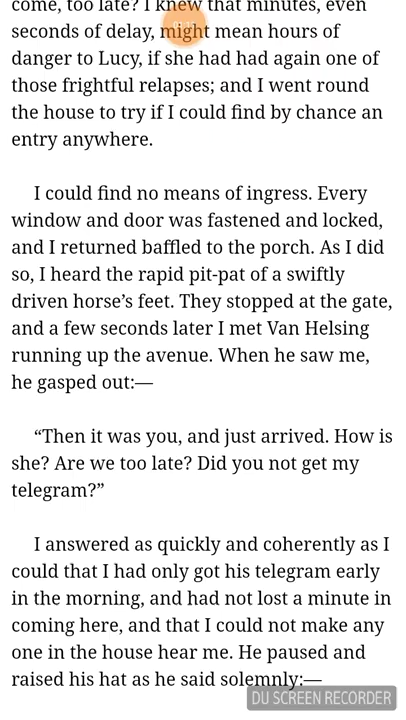 come, too late? I knew that minutes, even
seconds of delay, might mean hours of
danger to Lucy, if she had had again one of
those frightful relapses; and I went round
the house to try if I could find by chance an
entry anywhere.
I could find no means of ingress. Every
window and door was fastened and locked,
and I returned baffled to the porch. As I did
so, I heard the rapid pit-pat of a swiftly
driven horse’s feet. They stopped at the gate,
and a few seconds later I met Van Helsing
running up the avenue. When he saw me,
he gasped out:—
“Then it was you, and just arrived. How is
she? Are we too late? Did you not get my
telegram?”
I answered as quickly and coherently as I
could that I had only got his telegram early
in the morning, and had not lost a minute in
coming here, and that I could not make any
one in the house hear me. He paused and
raised his hat as he said solemnly:—
DU SCREEN RECORDER